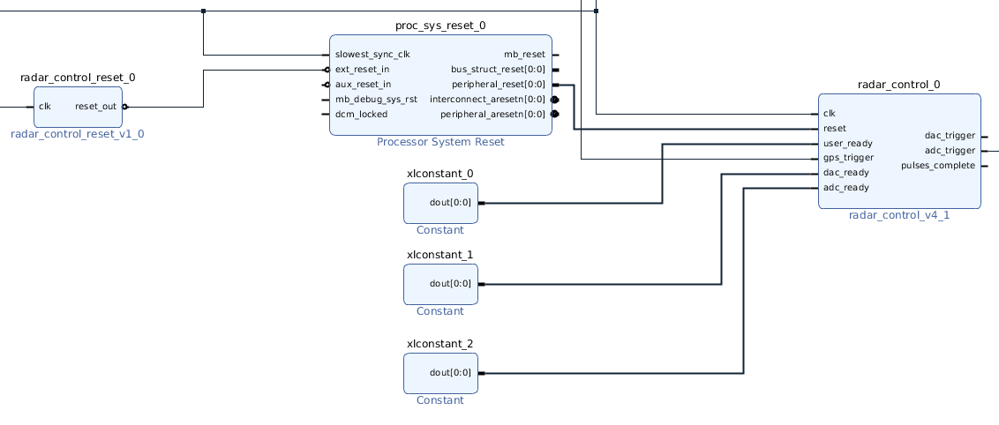 proc_sys_reset_0
slowest_sync_clk
ext_reset_in
aux_reset_in
mb_debug_sys_rst
dcm_locked
mb_reset
bus_struct_reset[0:0]
peripheral_reset[0:0]
interconnect_aresetn[0:0]
peripheral_aresetn[0:0]
Processor System Reset
radar_control_reset_0
clk
reset_out
radar_control_reset_v1_0
radar_control_0
clk
reset
user_ready
gps_trigger
dac_ready
adc_ready
dac_trigger
adc_trigger
pulses_complete
radar_control_v4_1
xlconstant_0
dout[0:0]
Constant
xlconstant_1
dout[0:0]
Constant
xlconstant_2
dout[0:0]
Constant